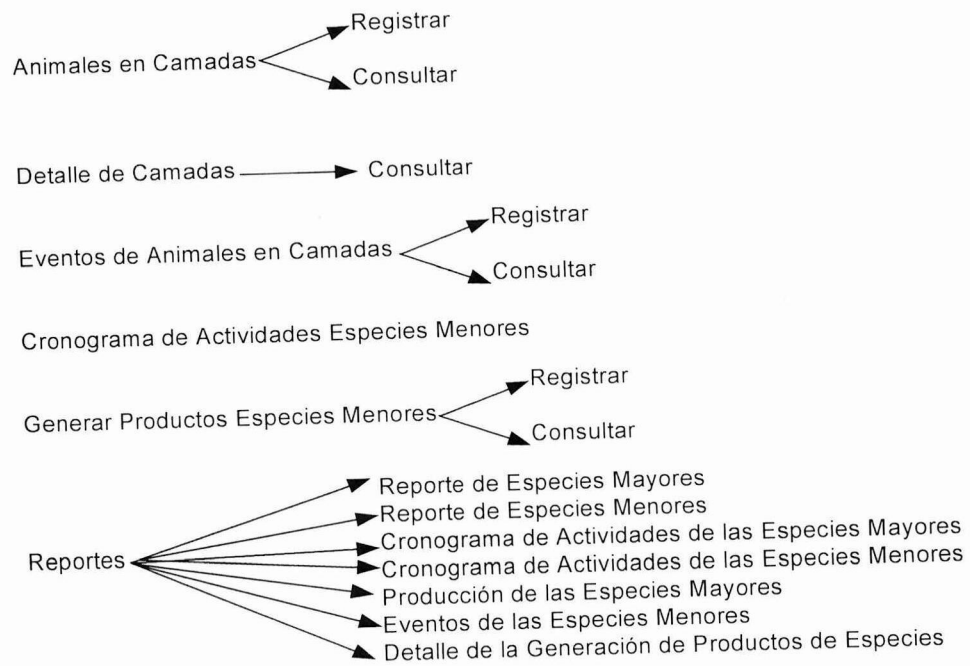 Registrar
Animales en Camadas
Consultar
Detalle de Camadas
Consultar
Registrar
Eventos de Animales en Camadas
Consultar
Cronograma de Actividades Especies Menores
Registrar
Generar Productos Especies Menores
Consultar
Reportes
Reporte de Especies Mayores
Reporte de Especies Menores
Cronograma de Actividades de las Especies Mayores
Cronograma de Actividades de las Especies Menores
Producción de las Especies Mayores
Eventos de las Especies Menores
Detalle de la Generación de Productos de Especies